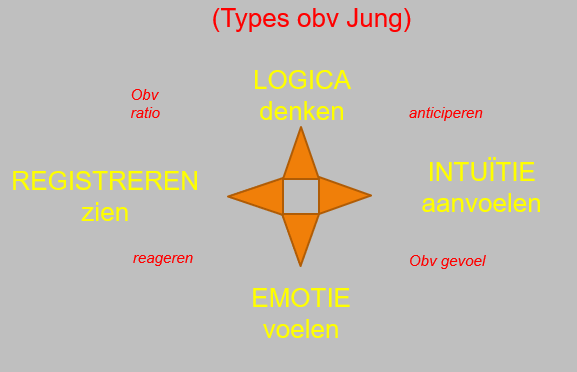 (Types obv Jung)
LOGICA
denken
Obv
ratio
anticiperen
REGISTREREN
zien
INTUÏTIE
aanvoelen
reageren
Obv gevoel
EMOTIE
voelen